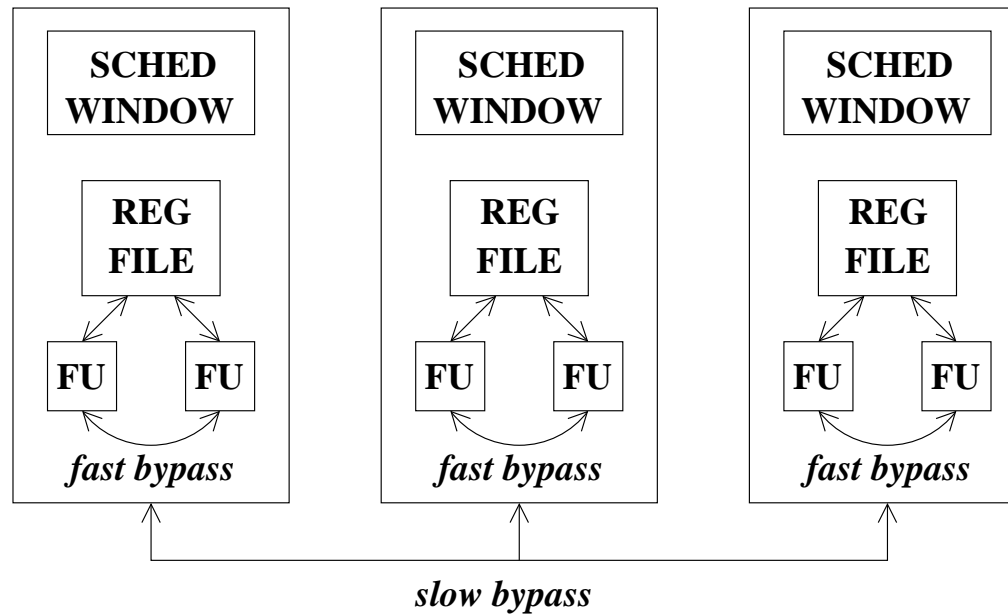 SCHED
WINDOW
REG
FILE
FU FU
fast bypass
SCHED
WINDOW
REG
FILE
FU FU
fast bypass
SCHED
WINDOW
REG
FILE
FU FU
fast bypass
slow bypass